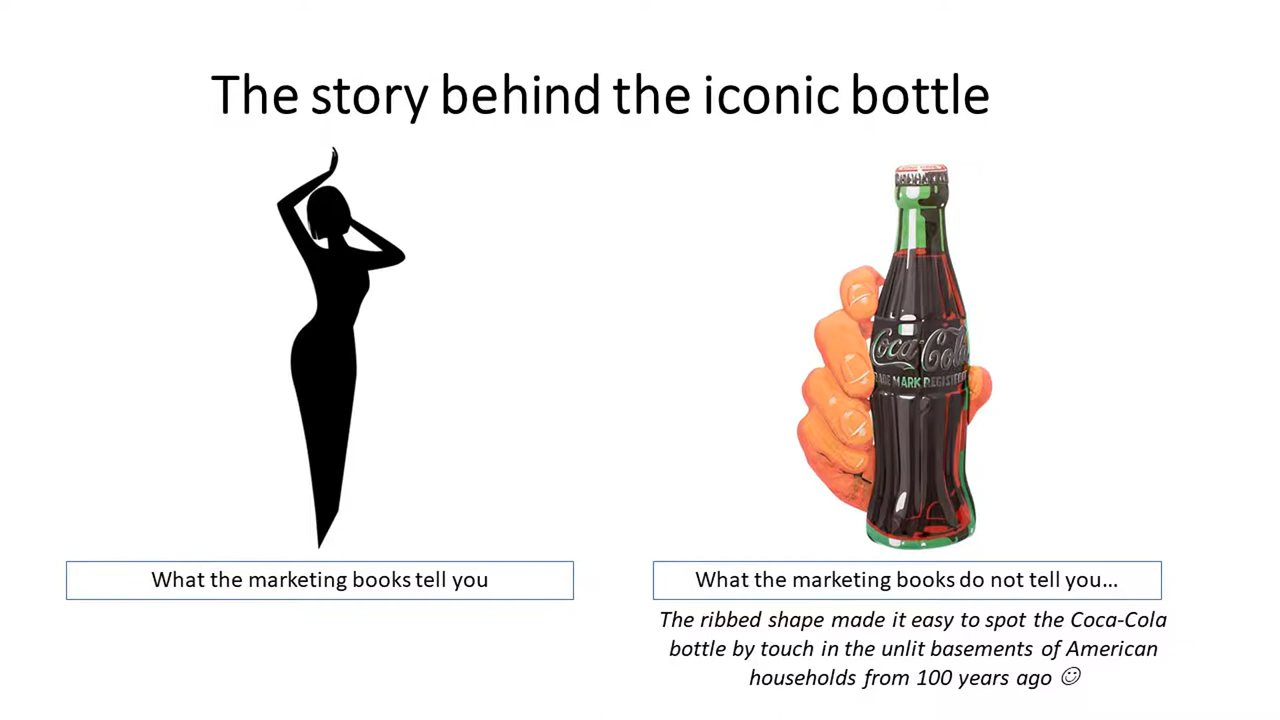 The story behind the iconic bottle
Coca-Cola
TRADE MARK REGISTERED
What the marketing books tell you
What the marketing books do not tell you...
The ribbed shape made it easy to spot the Coca-Cola
bottle by touch in the unlit basements of American
households from 100 years ago ☺